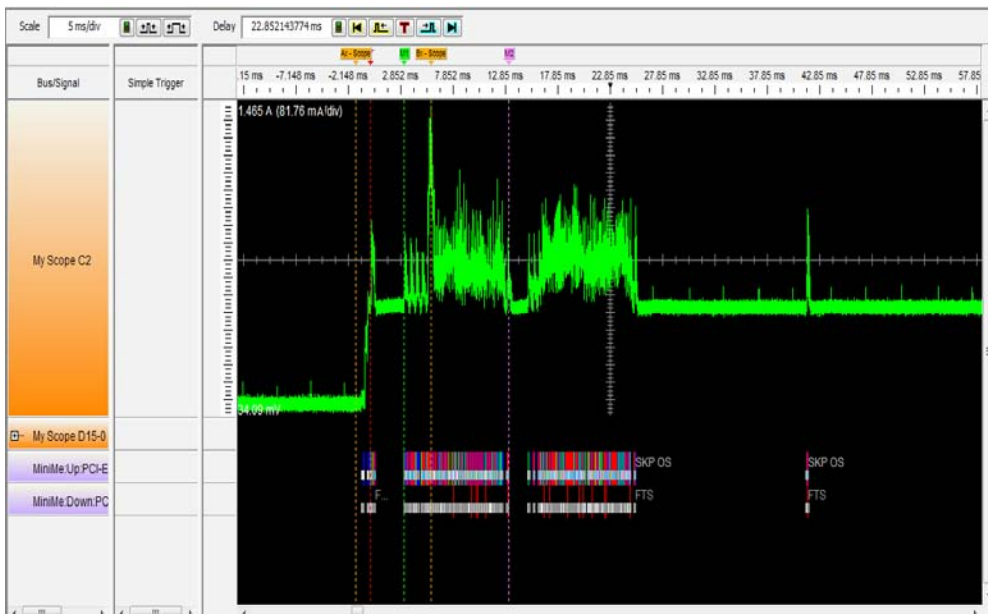 Scale 5 ms/div Delay 22.852143774 ms T
Ar - Scope M1 Br - Scope M2
Bus/Signal Simple Trigger .15 ms -7.148 ms -2.148 ms 2.852 ms 7.852 ms 12.85 ms 17.85 ms 22.85 ms 27.85 ms 32.85 ms 37.85 ms 42.85 ms 47.85 ms 52.85 ms 57.85
1.465 A (81.76 mA/div)
My Scope C2
34.09 mV
My Scope D15-0
MiniMe:Up:PCI-E SKP OS SKP OS
MiniMe:Down:PC F... FTS FTS